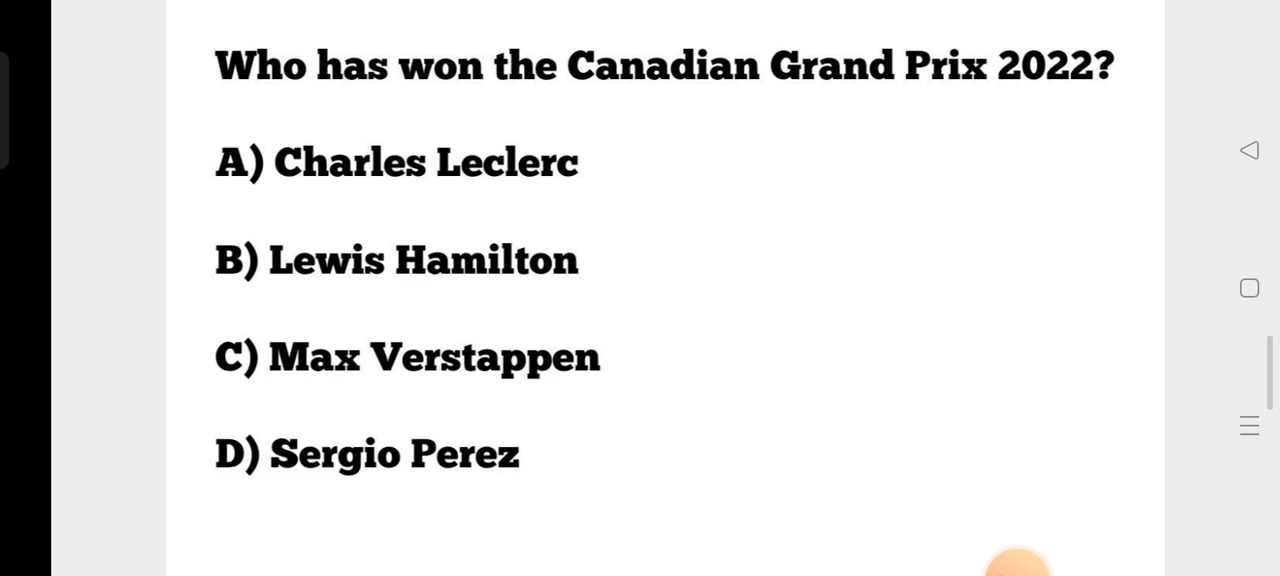 Who has won the Canadian Grand Prix 2022?
A) Charles Leclerc
B) Lewis Hamilton
C) Max Verstappen
D) Sergio Perez